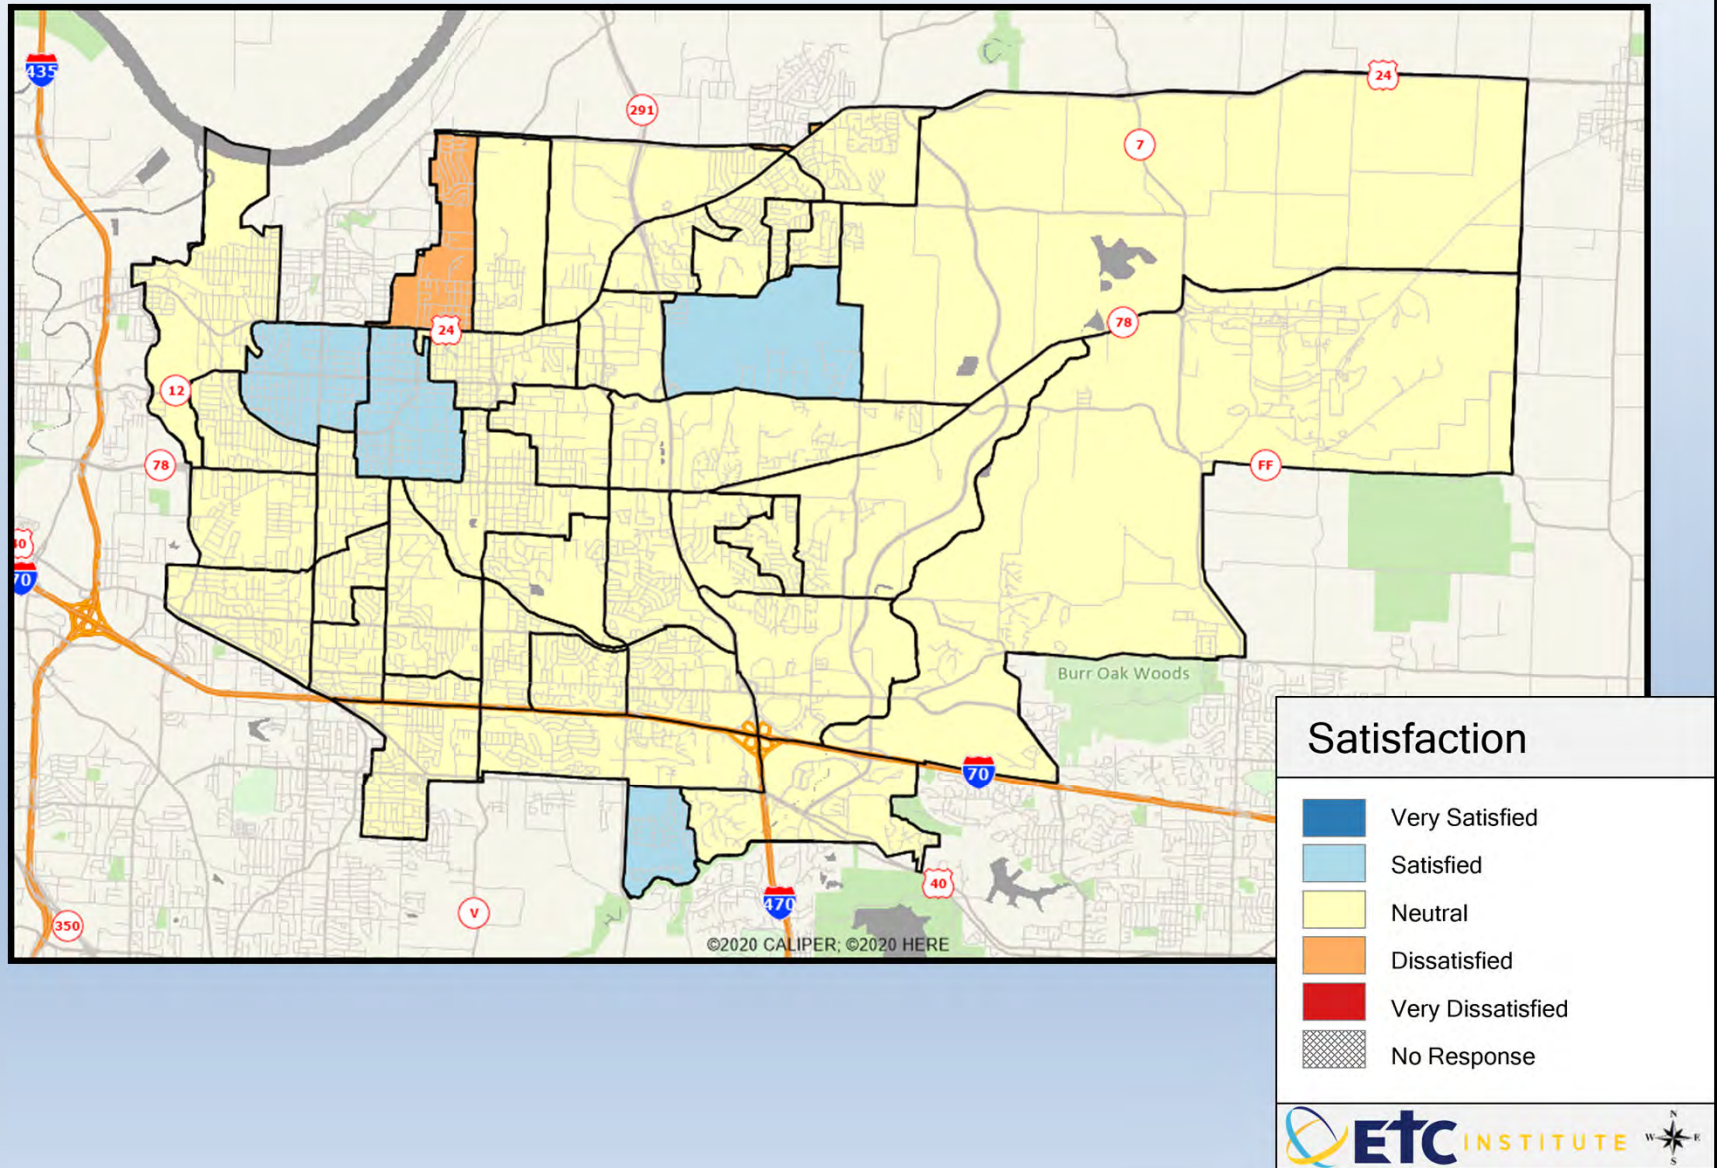 435
24
291
7
24
78
12
78
FF
40
70
Burr Oak Woods
70
40
470
V
350
©2020 CALIPER; ©2020 HERE
Satisfaction
Very Satisfied
Satisfied
Neutral
Dissatisfied
Very Dissatisfied
No Response
ETC INSTITUTE
N
W E
S